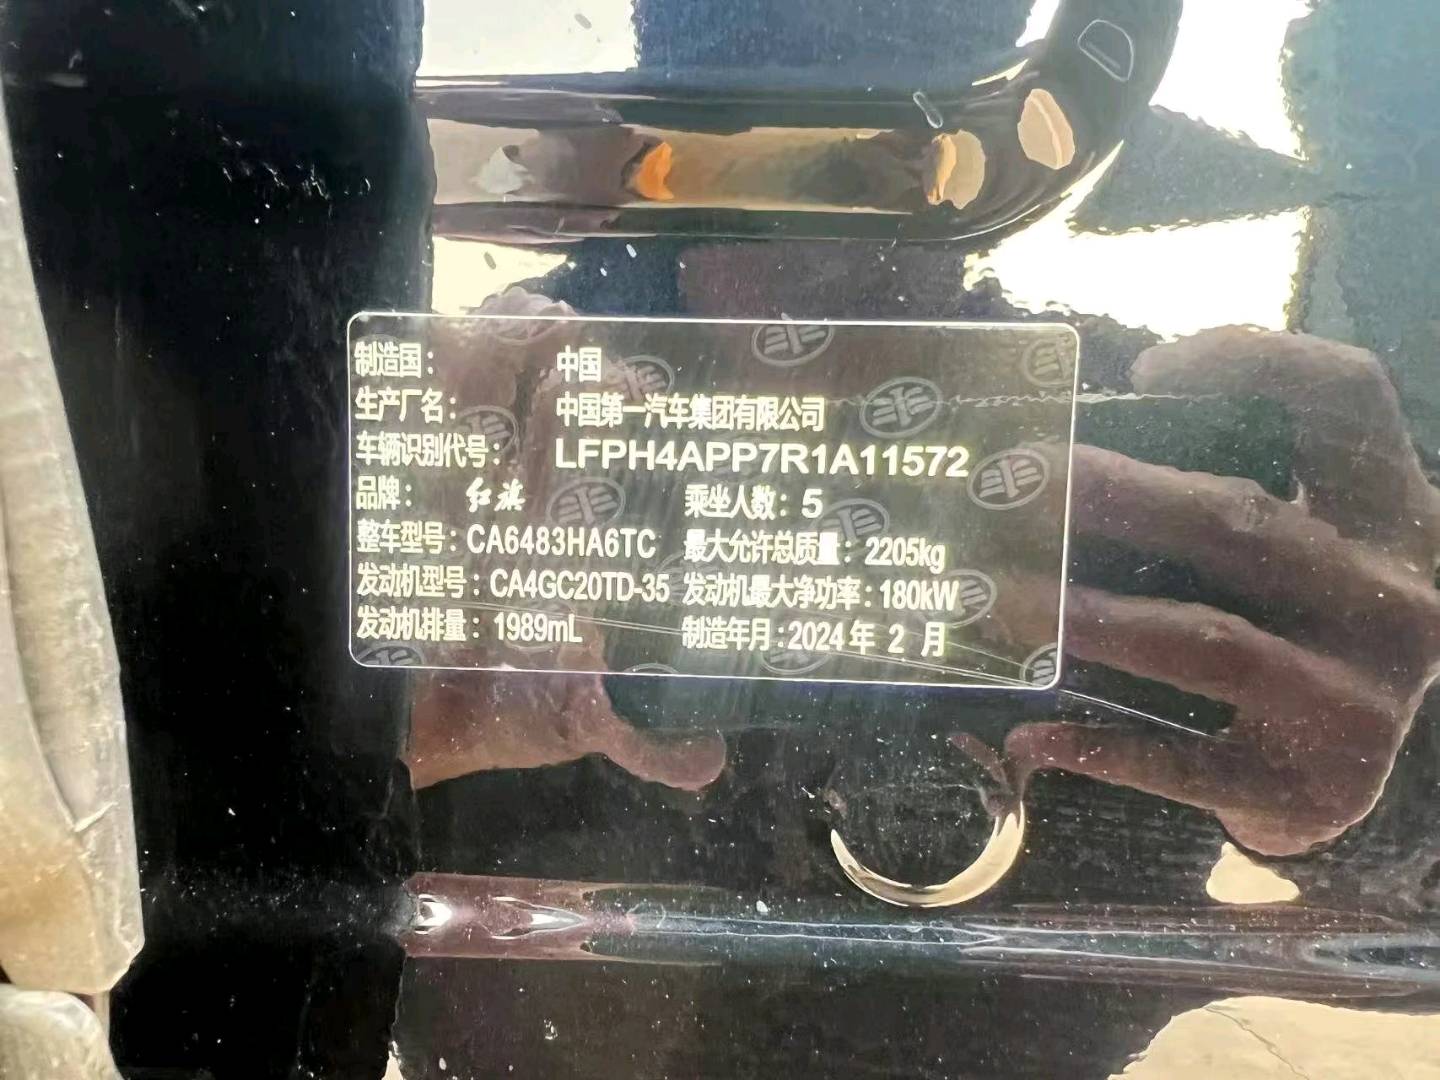 制造国： 中国
生产厂名： 中国第一汽车集团有限公司
车辆识别代号： LFPH4APP7R1A11572
品牌： 红旗 乘坐人数：5
整车型号：CA6483HA6TC 最大允许总质量：2205kg
发动机型号：CA4GC20TD-35 发动机最大净功率：180kW
发动机排量：1989mL 制造年月：2024年 2 月